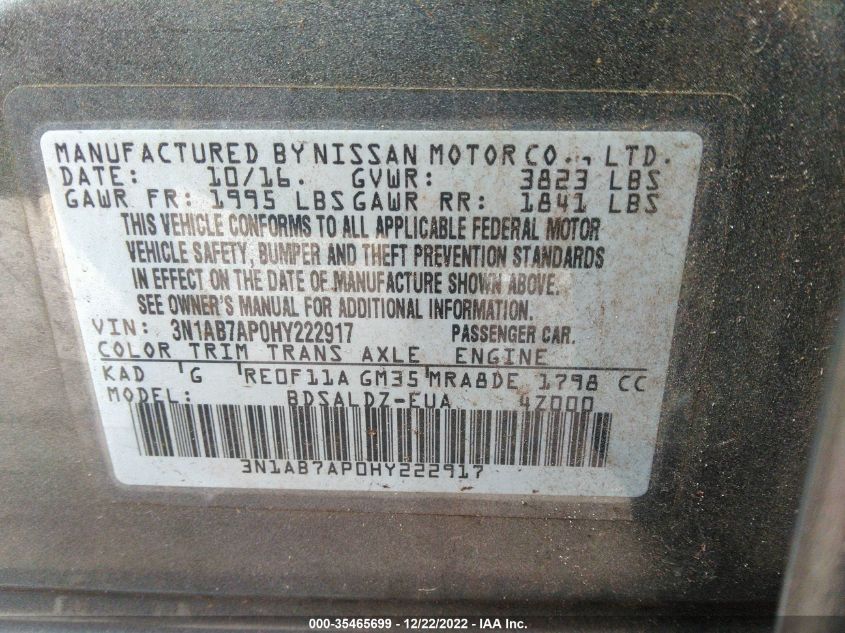 MANUFACTURED BY NISSAN MOTOR CO., LTD.
DATE: 10/16. GVWR: 3823 LBS
GAWR FR: 1995 LBS GAWR RR: 1841 LBS
THIS VEHICLE CONFORMS TO ALL APPLICABLE FEDERAL MOTOR
VEHICLE SAFETY, BUMPER AND THEFT PREVENTION STANDARDS
IN EFFECT ON THE DATE OF MANUFACTURE SHOWN ABOVE.
SEE OWNER'S MANUAL FOR ADDITIONAL INFORMATION.
VIN: 3N1AB7AP0HY222917 PASSENGER CAR.
COLOR TRIM TRANS AXLE ENGINE
KAD G RE0F11A GM35 MRA8DE 1798 CC
MODEL: BDSALDZ-EUA 4Z000
3N1AB7AP0HY222917
000-35465699 - 12/22/2022 - IAA Inc.